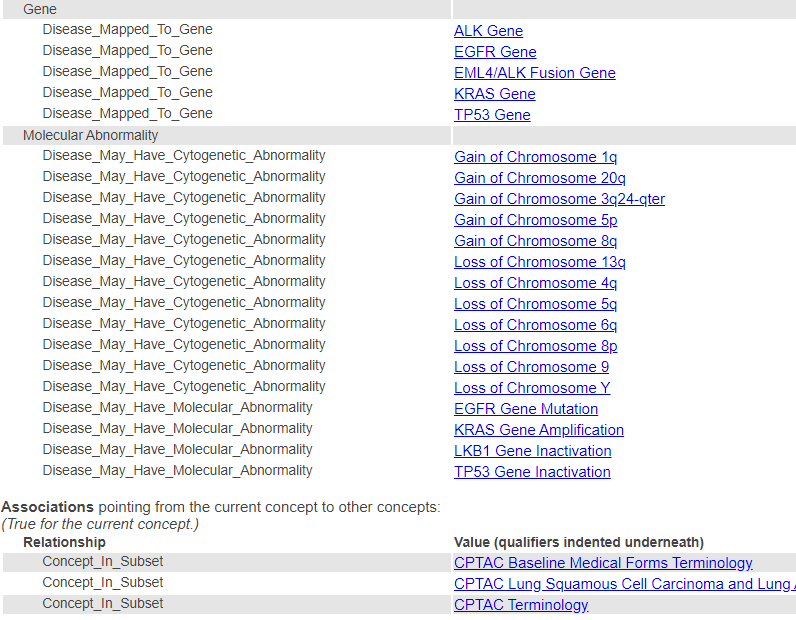 Gene
Disease_Mapped_To_Gene ALK Gene
Disease_Mapped_To_Gene EGFR Gene
Disease_Mapped_To_Gene EML4/ALK Fusion Gene
Disease_Mapped_To_Gene KRAS Gene
Disease_Mapped_To_Gene TP53 Gene
Molecular Abnormality
Disease_May_Have_Cytogenetic_Abnormality Gain of Chromosome 1q
Disease_May_Have_Cytogenetic_Abnormality Gain of Chromosome 20q
Disease_May_Have_Cytogenetic_Abnormality Gain of Chromosome 3q24-qter
Disease_May_Have_Cytogenetic_Abnormality Gain of Chromosome 5p
Disease_May_Have_Cytogenetic_Abnormality Gain of Chromosome 8q
Disease_May_Have_Cytogenetic_Abnormality Loss of Chromosome 13q
Disease_May_Have_Cytogenetic_Abnormality Loss of Chromosome 4q
Disease_May_Have_Cytogenetic_Abnormality Loss of Chromosome 5q
Disease_May_Have_Cytogenetic_Abnormality Loss of Chromosome 6q
Disease_May_Have_Cytogenetic_Abnormality Loss of Chromosome 8p
Disease_May_Have_Cytogenetic_Abnormality Loss of Chromosome 9
Disease_May_Have_Cytogenetic_Abnormality Loss of Chromosome Y
Disease_May_Have_Molecular_Abnormality EGFR Gene Mutation
Disease_May_Have_Molecular_Abnormality KRAS Gene Amplification
Disease_May_Have_Molecular_Abnormality LKB1 Gene Inactivation
Disease_May_Have_Molecular_Abnormality TP53 Gene Inactivation
Associations pointing from the current concept to other concepts:
(True for the current concept.)
Relationship Value (qualifiers indented underneath)
Concept_In_Subset CPTAC Baseline Medical Forms Terminology
Concept_In_Subset CPTAC Lung Squamous Cell Carcinoma and Lung
Concept_In_Subset CPTAC Terminology